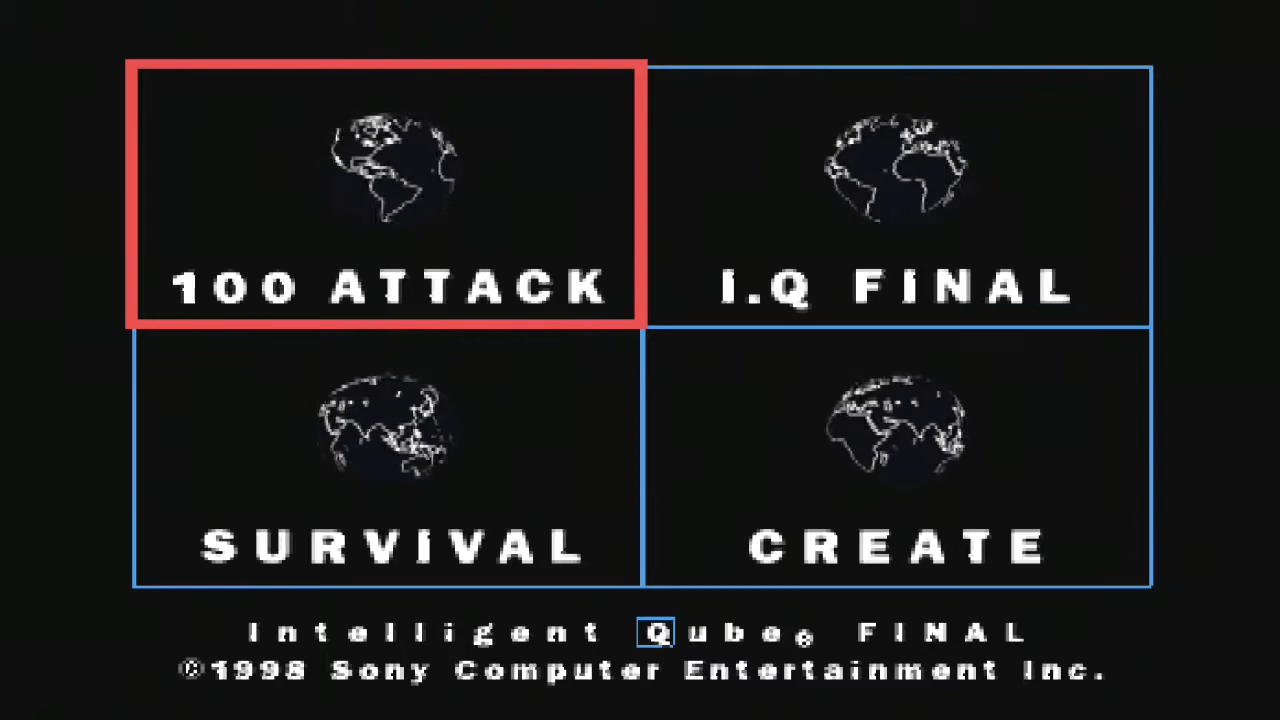 100 ATTACK
I.Q FINAL
SURVIVAL
CREATE
Intelligent Qube FINAL
©1998 Sony Computer Entertainment Inc.